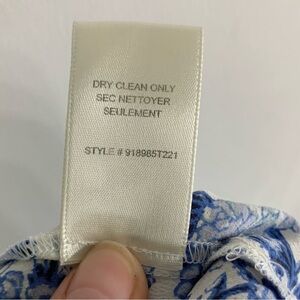 DRY CLEAN ONLY
SEC NETTOYER
SEULEMENT
STYLE # 918985T221